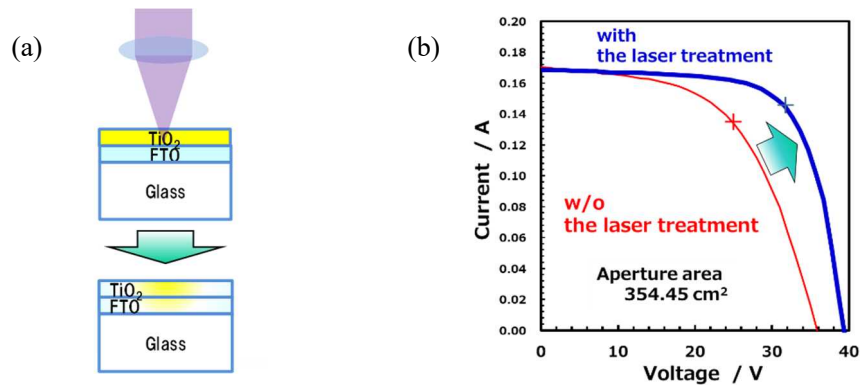 (a)
TiO2
FTO
Glass
TiO2
FTO
Glass
(b)
0.20
0.18
0.16
0.14
0.12
0.10
0.08
0.06
0.04
0.02
0.00
Current / A
with
the laser treatment
w/o
the laser treatment
Aperture area
354.45 cm²
0
10
20
30
40
Voltage / V